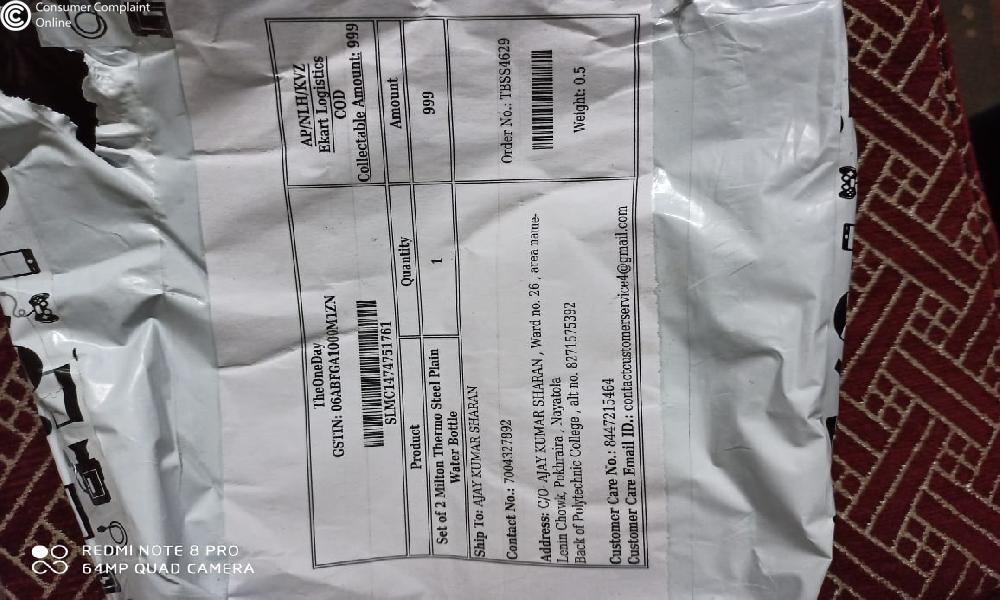 Consumer Complaint
Online
TheOneDay
GSTIN: 06ABFGA1000M1ZN
SLMC1474751761
AP/NLH/KVZ
Ekart Logistics
COD
Collectable Amount: 999
Product
Quantity
Amount
Set of 2 Milton Thermo Steel Plain
Water Bottle
1
999
Ship To: AJAY KUMAR SHARAN
Contact No.: 7004327892
Address: C/O AJAY KUMAR SHARAN , Ward no. 26 , area name-
Lenin Chowk, Pokhraira , Nayatola
Back of Polytechnic College , alt no. 8271575392
Order No.: TBSS4629
Weight: 0.5
Customer Care No.: 8447215464
Customer Care Email ID.: contactcustomerservice4@gmail.com
REDMI NOTE 8 PRO
64MP QUAD CAMERA